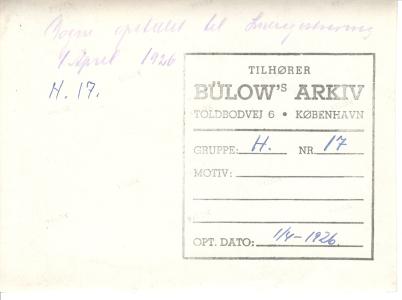 Børn opstillet til
April 1926
H. 17.
TILHØRER
BÜLOW'S ARKIV
TOLDBODVEJ 6 • KØBENHAVN
GRUPPE: H. NR. 17
MOTIV:
OPT. DATO: 1/4-1926.